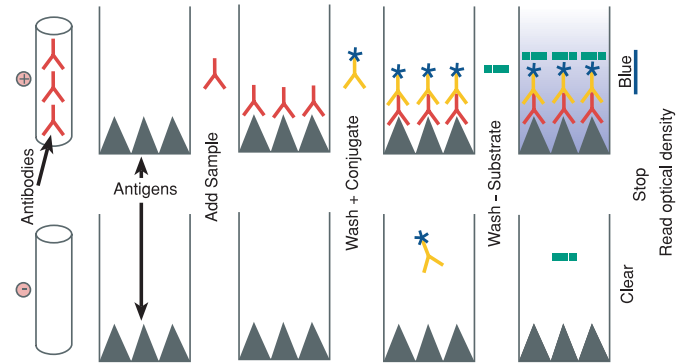 +
Antibodies
Antigens
Add Sample
Wash + Conjugate
Wash - Substrate
Blue
Stop
Read optical density
-
Clear